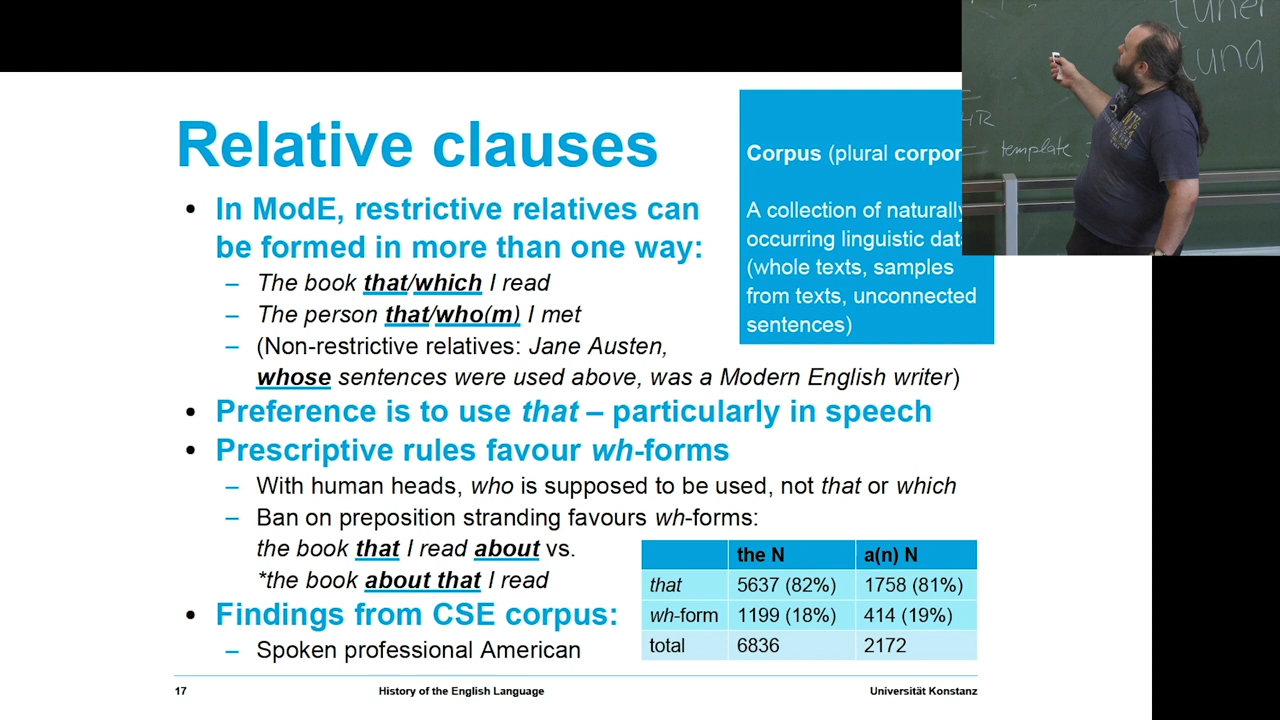 Relative clauses
• In ModE, restrictive relatives can
be formed in more than one way:
– The book that/which I read
– The person that/who(m) I met
– (Non-restrictive relatives: Jane Austen,
whose sentences were used above, was a Modern English writer)
• Preference is to use that – particularly in speech
• Prescriptive rules favour wh-forms
– With human heads, who is supposed to be used, not that or which
– Ban on preposition stranding favours wh-forms:
the book that I read about vs.
*the book about that I read
• Findings from CSE corpus:
– Spoken professional American
the N a(n) N
that 5637 (82%) 1758 (81%)
wh-form 1199 (18%) 414 (19%)
total 6836 2172
Corpus (plural corpor
A collection of naturally
occurring linguistic dat
(whole texts, samples
from texts, unconnected
sentences)
template
17 History of the English Language Universität Konstanz